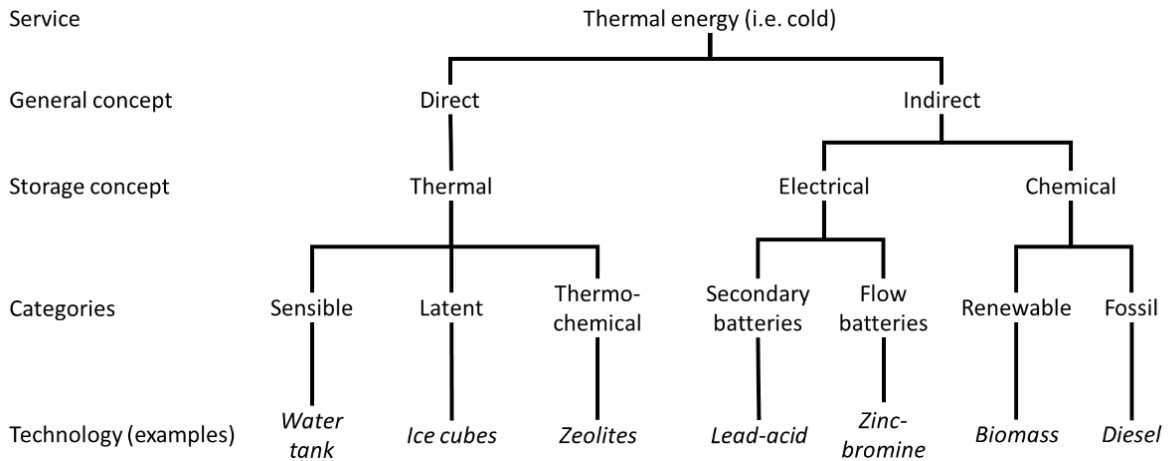 Service
Thermal energy (i.e. cold)
General concept
Direct
Indirect
Storage concept
Thermal
Electrical
Chemical
Categories
Sensible
Latent
Thermo-
chemical
Secondary
batteries
Flow
batteries
Renewable
Fossil
Technology (examples)
Water
tank
Ice cubes
Zeolites
Lead-acid
Zinc-
bromine
Biomass
Diesel